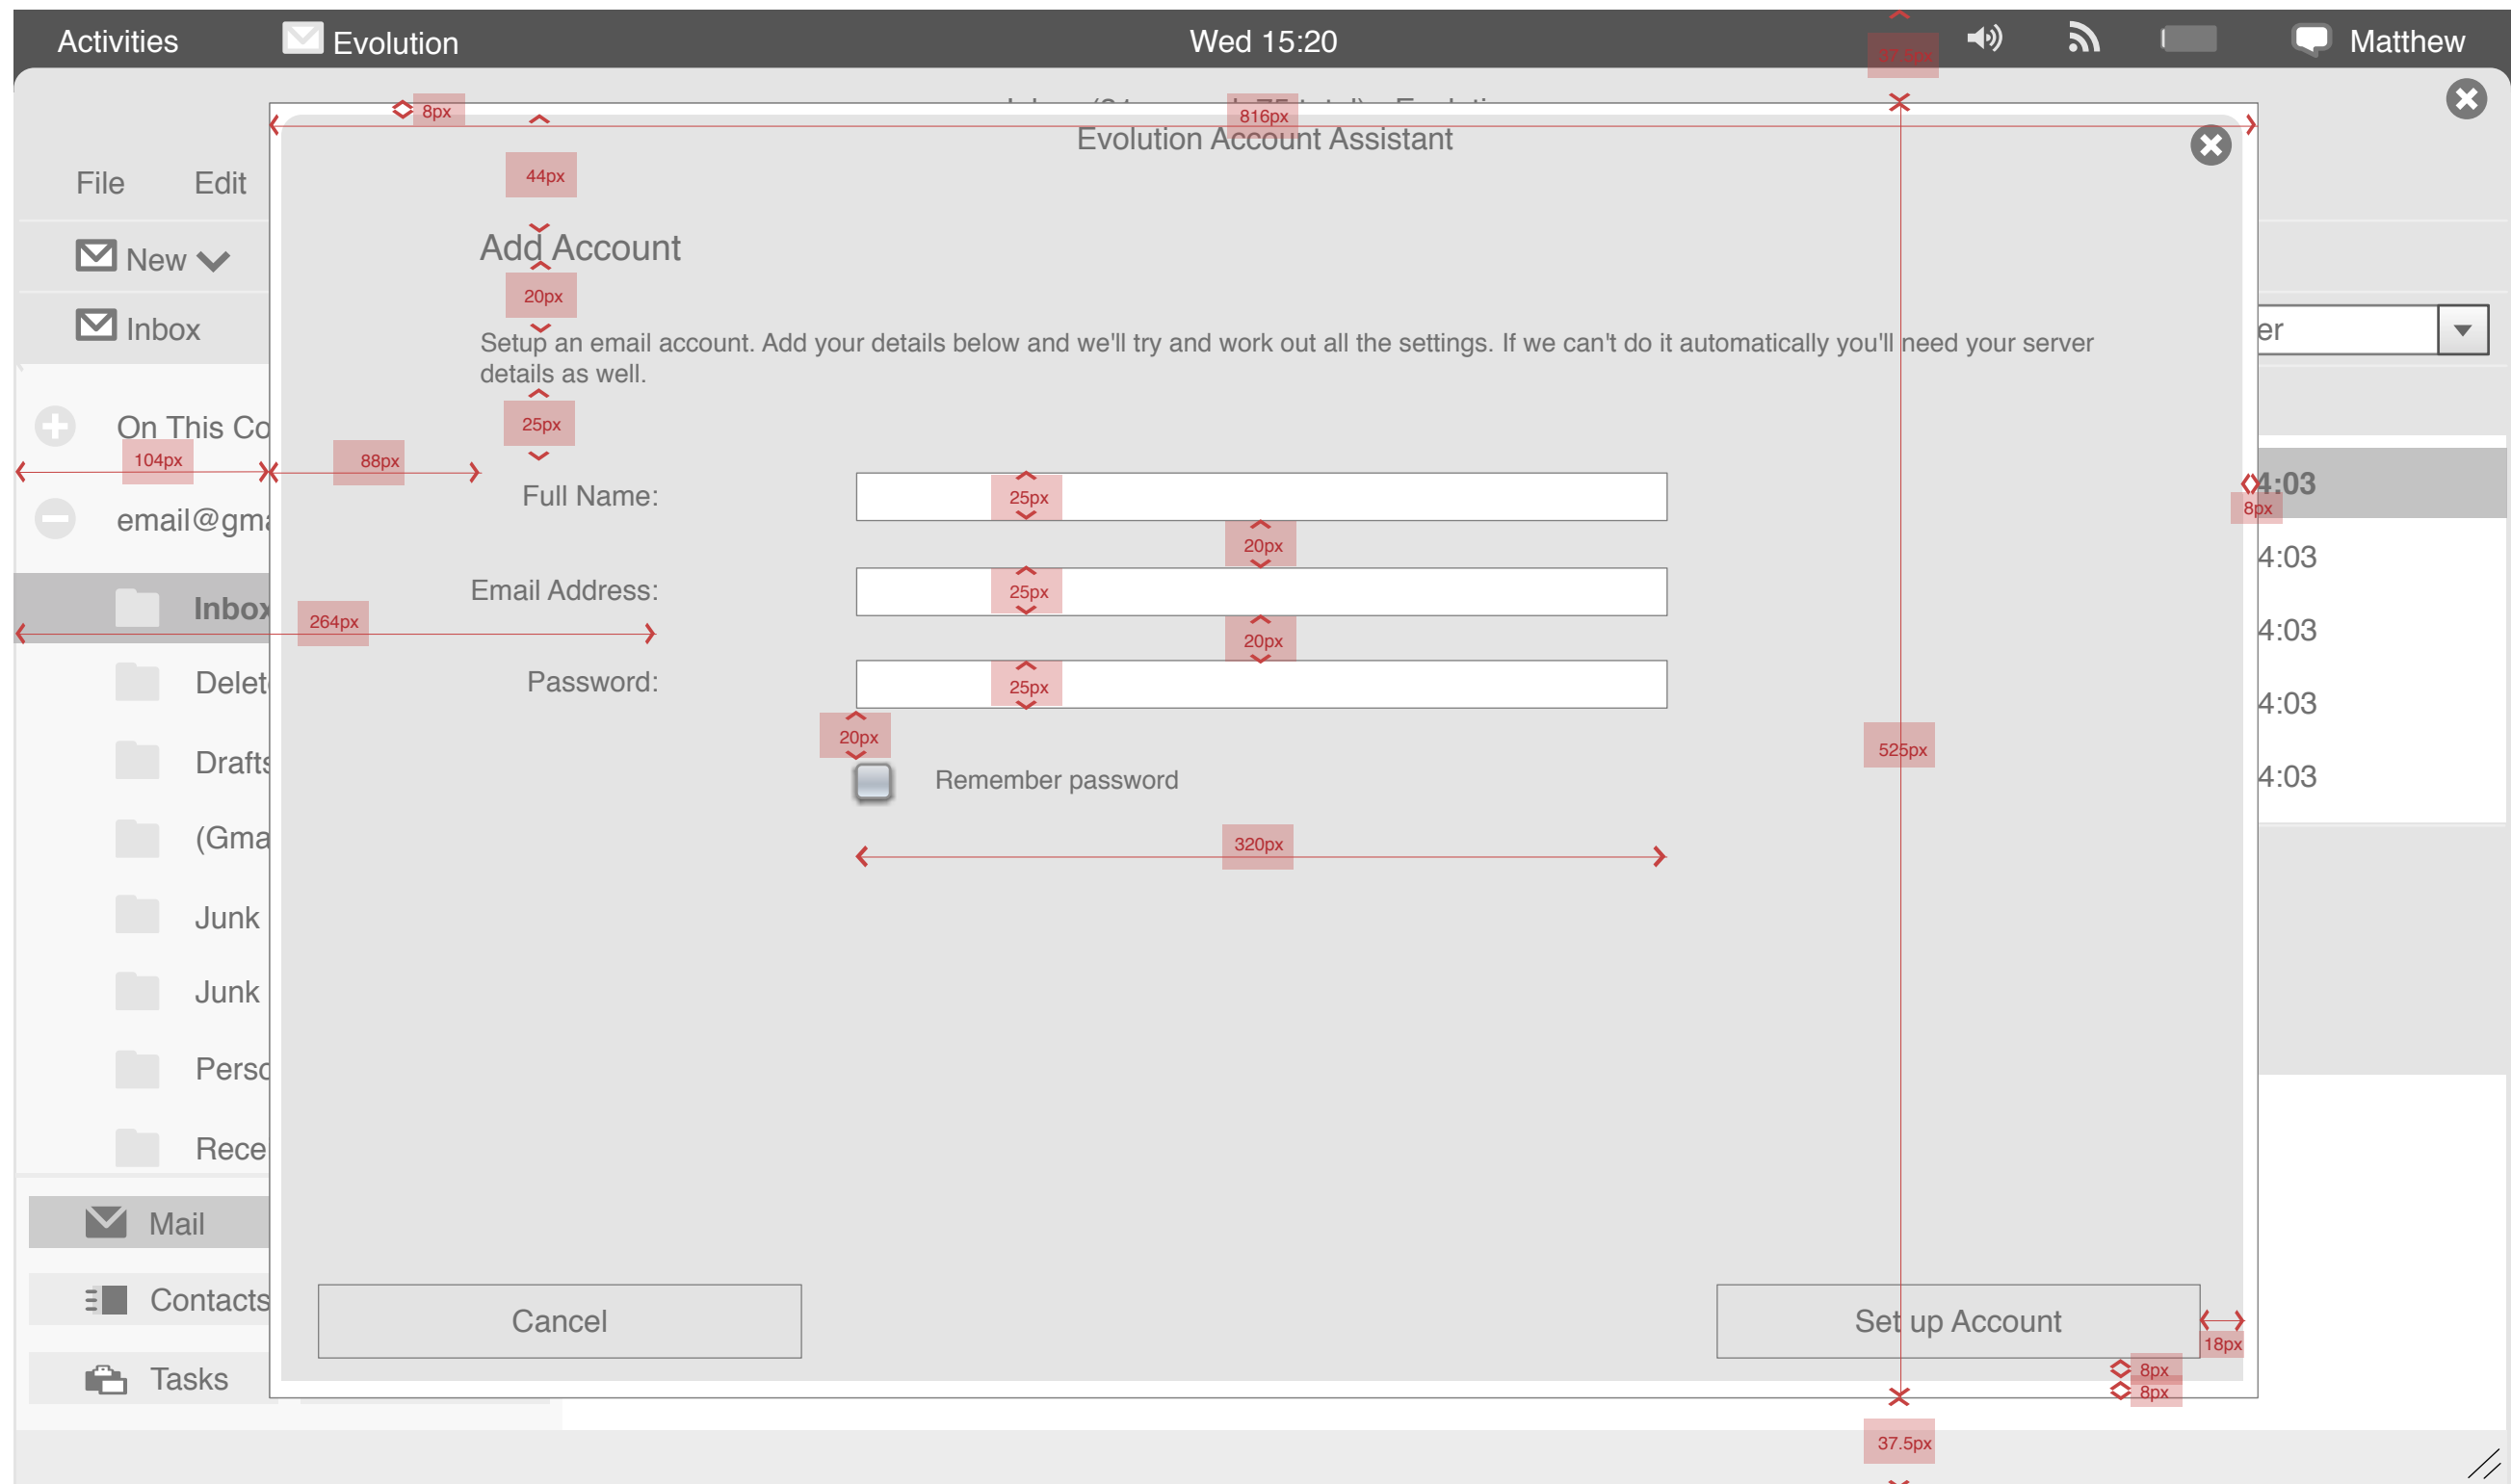 Activities
Evolution
Wed 15:20
37.5px
Matthew
8px
816px
Evolution Account Assistant
44px
File
Edit
Add Account
New
20px
Inbox
er
Setup an email account. Add your details below and we'll try and work out all the settings. If we can't do it automatically you'll need your server
details as well.
25px
On This Co
104px
88px
Full Name:
25px
4:03
8px
email@gma
20px
4:03
Email Address:
25px
Inbox
264px
20px
4:03
Password:
25px
Delet
4:03
20px
525px
Drafts
Remember password
4:03
(Gma
320px
Junk
Junk
Perso
Rece
Mail
Contacts
Cancel
Set up Account
18px
Tasks
8px
8px
37.5px